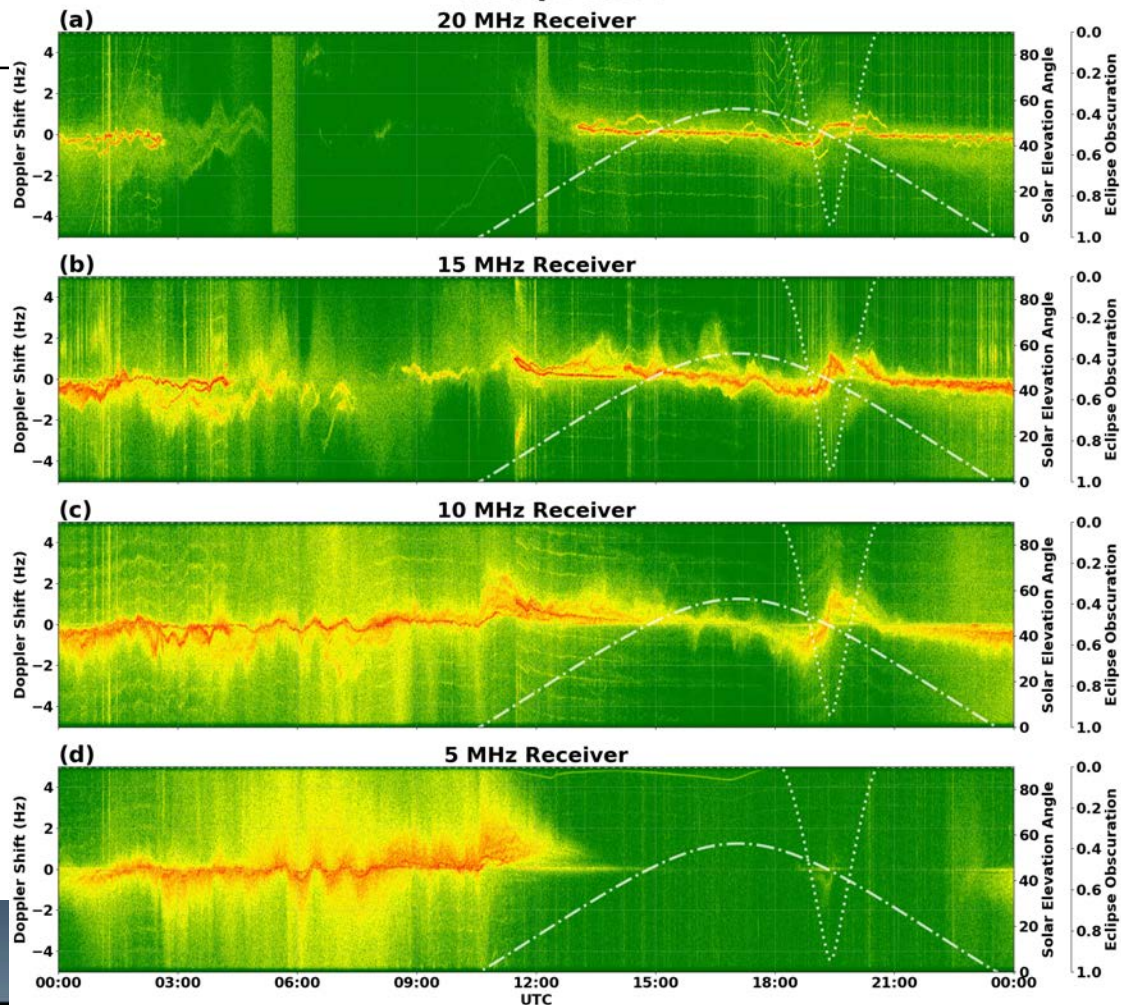 (a)
20 MHz Receiver
Doppler Shift (Hz)
4
2
0
−2
−4
80
60
40
20
0
Solar Elevation Angle
0.0
0.2
0.4
0.6
0.8
1.0
Eclipse Obscuration
(b)
15 MHz Receiver
Doppler Shift (Hz)
4
2
0
−2
−4
80
60
40
20
0
Solar Elevation Angle
0.0
0.2
0.4
0.6
0.8
1.0
Eclipse Obscuration
(c)
10 MHz Receiver
Doppler Shift (Hz)
4
2
0
−2
−4
80
60
40
20
0
Solar Elevation Angle
0.0
0.2
0.4
0.6
0.8
1.0
Eclipse Obscuration
(d)
5 MHz Receiver
Doppler Shift (Hz)
4
2
0
−2
−4
80
60
40
20
0
Solar Elevation Angle
0.0
0.2
0.4
0.6
0.8
1.0
Eclipse Obscuration
00:00 03:00 06:00 09:00 12:00 15:00 18:00 21:00 00:00
UTC